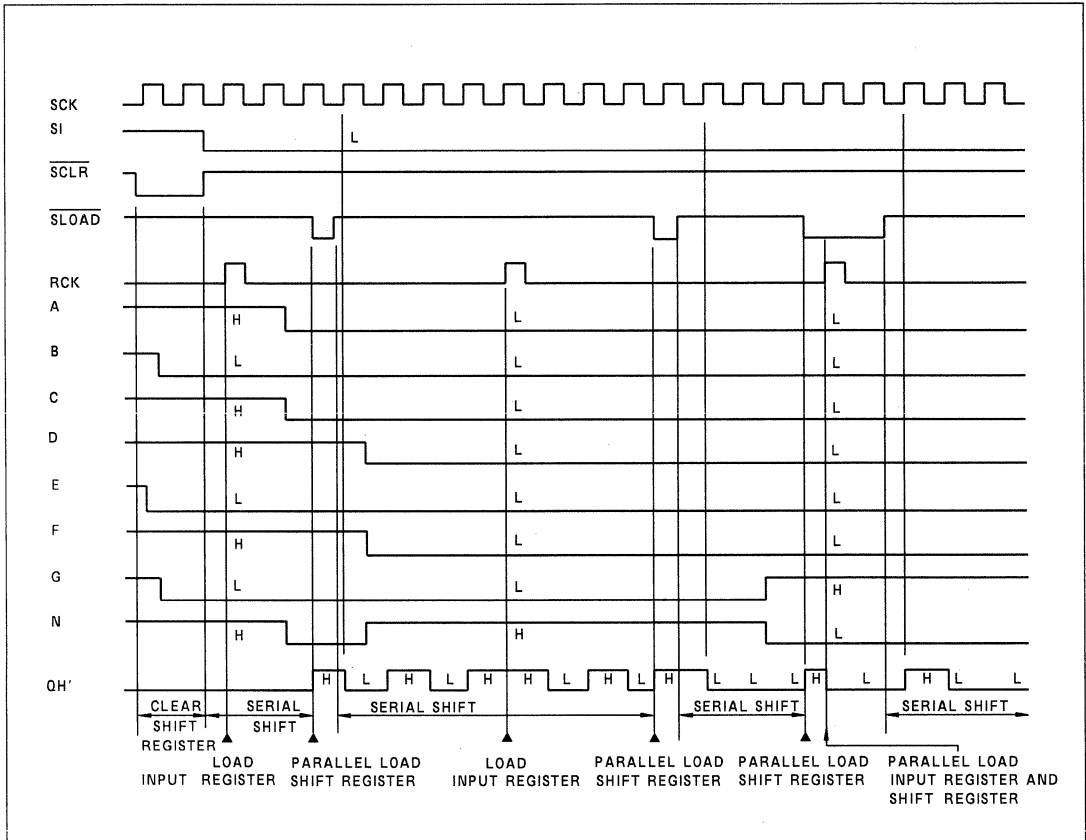 SCK
SI L
SCLR
SLOAD
RCK
A H L L
B L L L
C H L L
D H L L
E L L L
F H L L
G L L H
N H H L
QH' H L H L H H L H L H L L L H L H L L
CLEAR SHIFT REGISTER
SERIAL SHIFT
SERIAL SHIFT
SERIAL SHIFT
SERIAL SHIFT
LOAD
INPUT REGISTER
PARALLEL LOAD
SHIFT REGISTER
LOAD
INPUT REGISTER
PARALLEL LOAD
SHIFT REGISTER
PARALLEL LOAD
SHIFT REGISTER
PARALLEL LOAD
INPUT REGISTER AND
SHIFT REGISTER